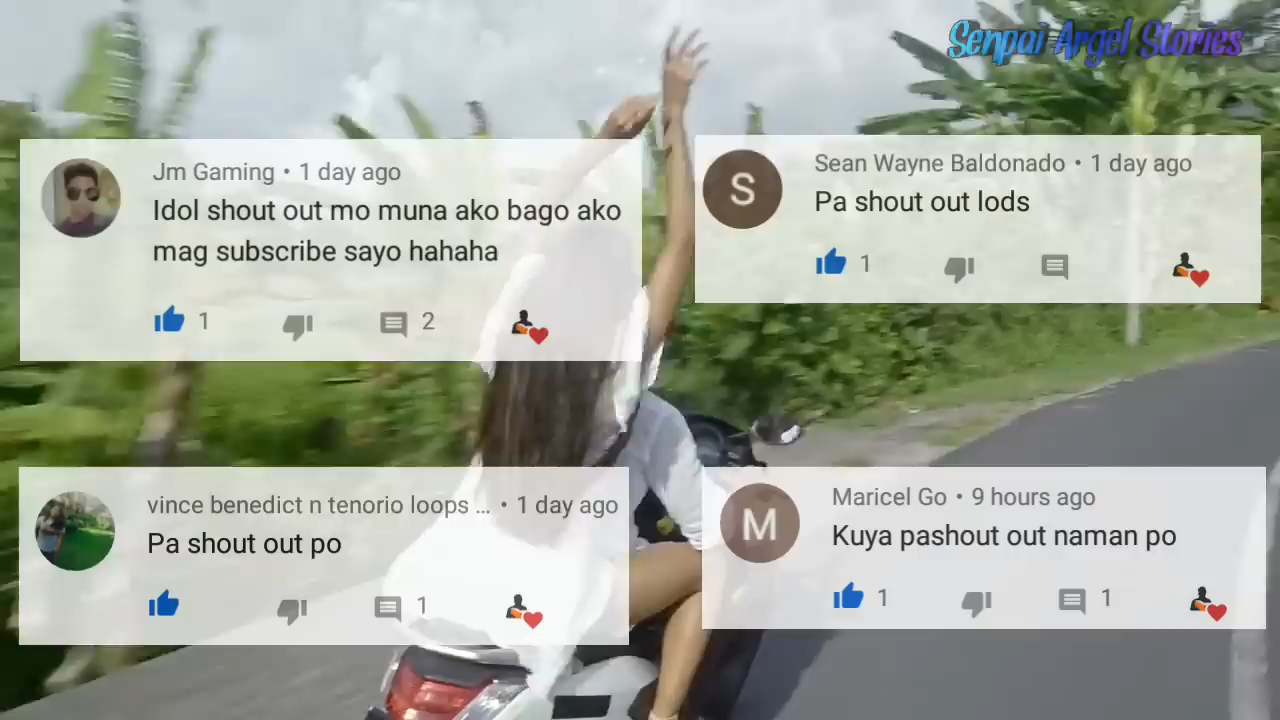 Senpai Argel Stories
Jm Gaming • 1 day ago
Idol shout out mo muna ako bago ako
mag subscribe sayo hahaha
1
2
Sean Wayne Baldonado • 1 day ago
S
Pa shout out lods
1
vince benedict n tenorio loops ... • 1 day ago
Pa shout out po
1
Maricel Go • 9 hours ago
M
Kuya pashout out naman po
1
1